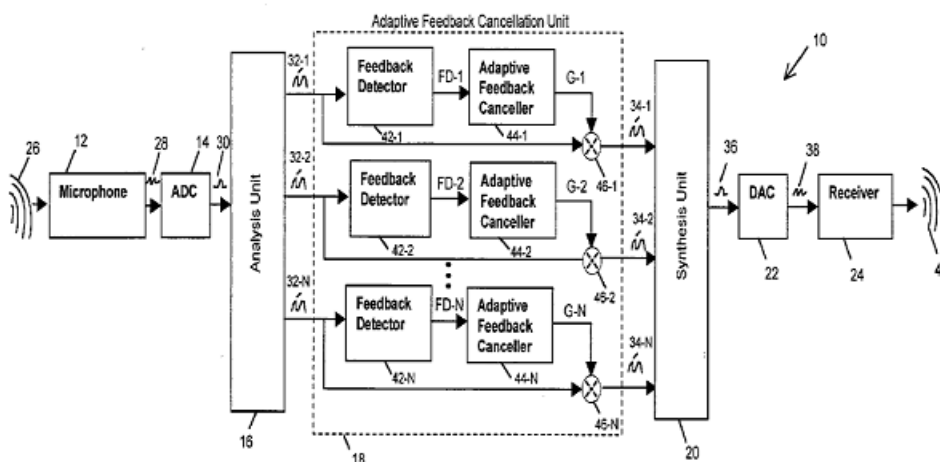 Adaptive Feedback Cancellation Unit
10
26
12
28
14
30
Microphone
ADC
Analysis Unit
16
32-1
32-2
32-N
Feedback Detector
FD-1
Adaptive Feedback Canceller
G-1
42-1
44-1
46-1
34-1
Feedback Detector
FD-2
Adaptive Feedback Canceller
G-2
42-2
44-2
46-2
34-2
Feedback Detector
FD-N
Adaptive Feedback Canceller
G-N
42-N
44-N
46-N
34-N
18
Synthesis Unit
20
36
DAC
22
38
Receiver
24